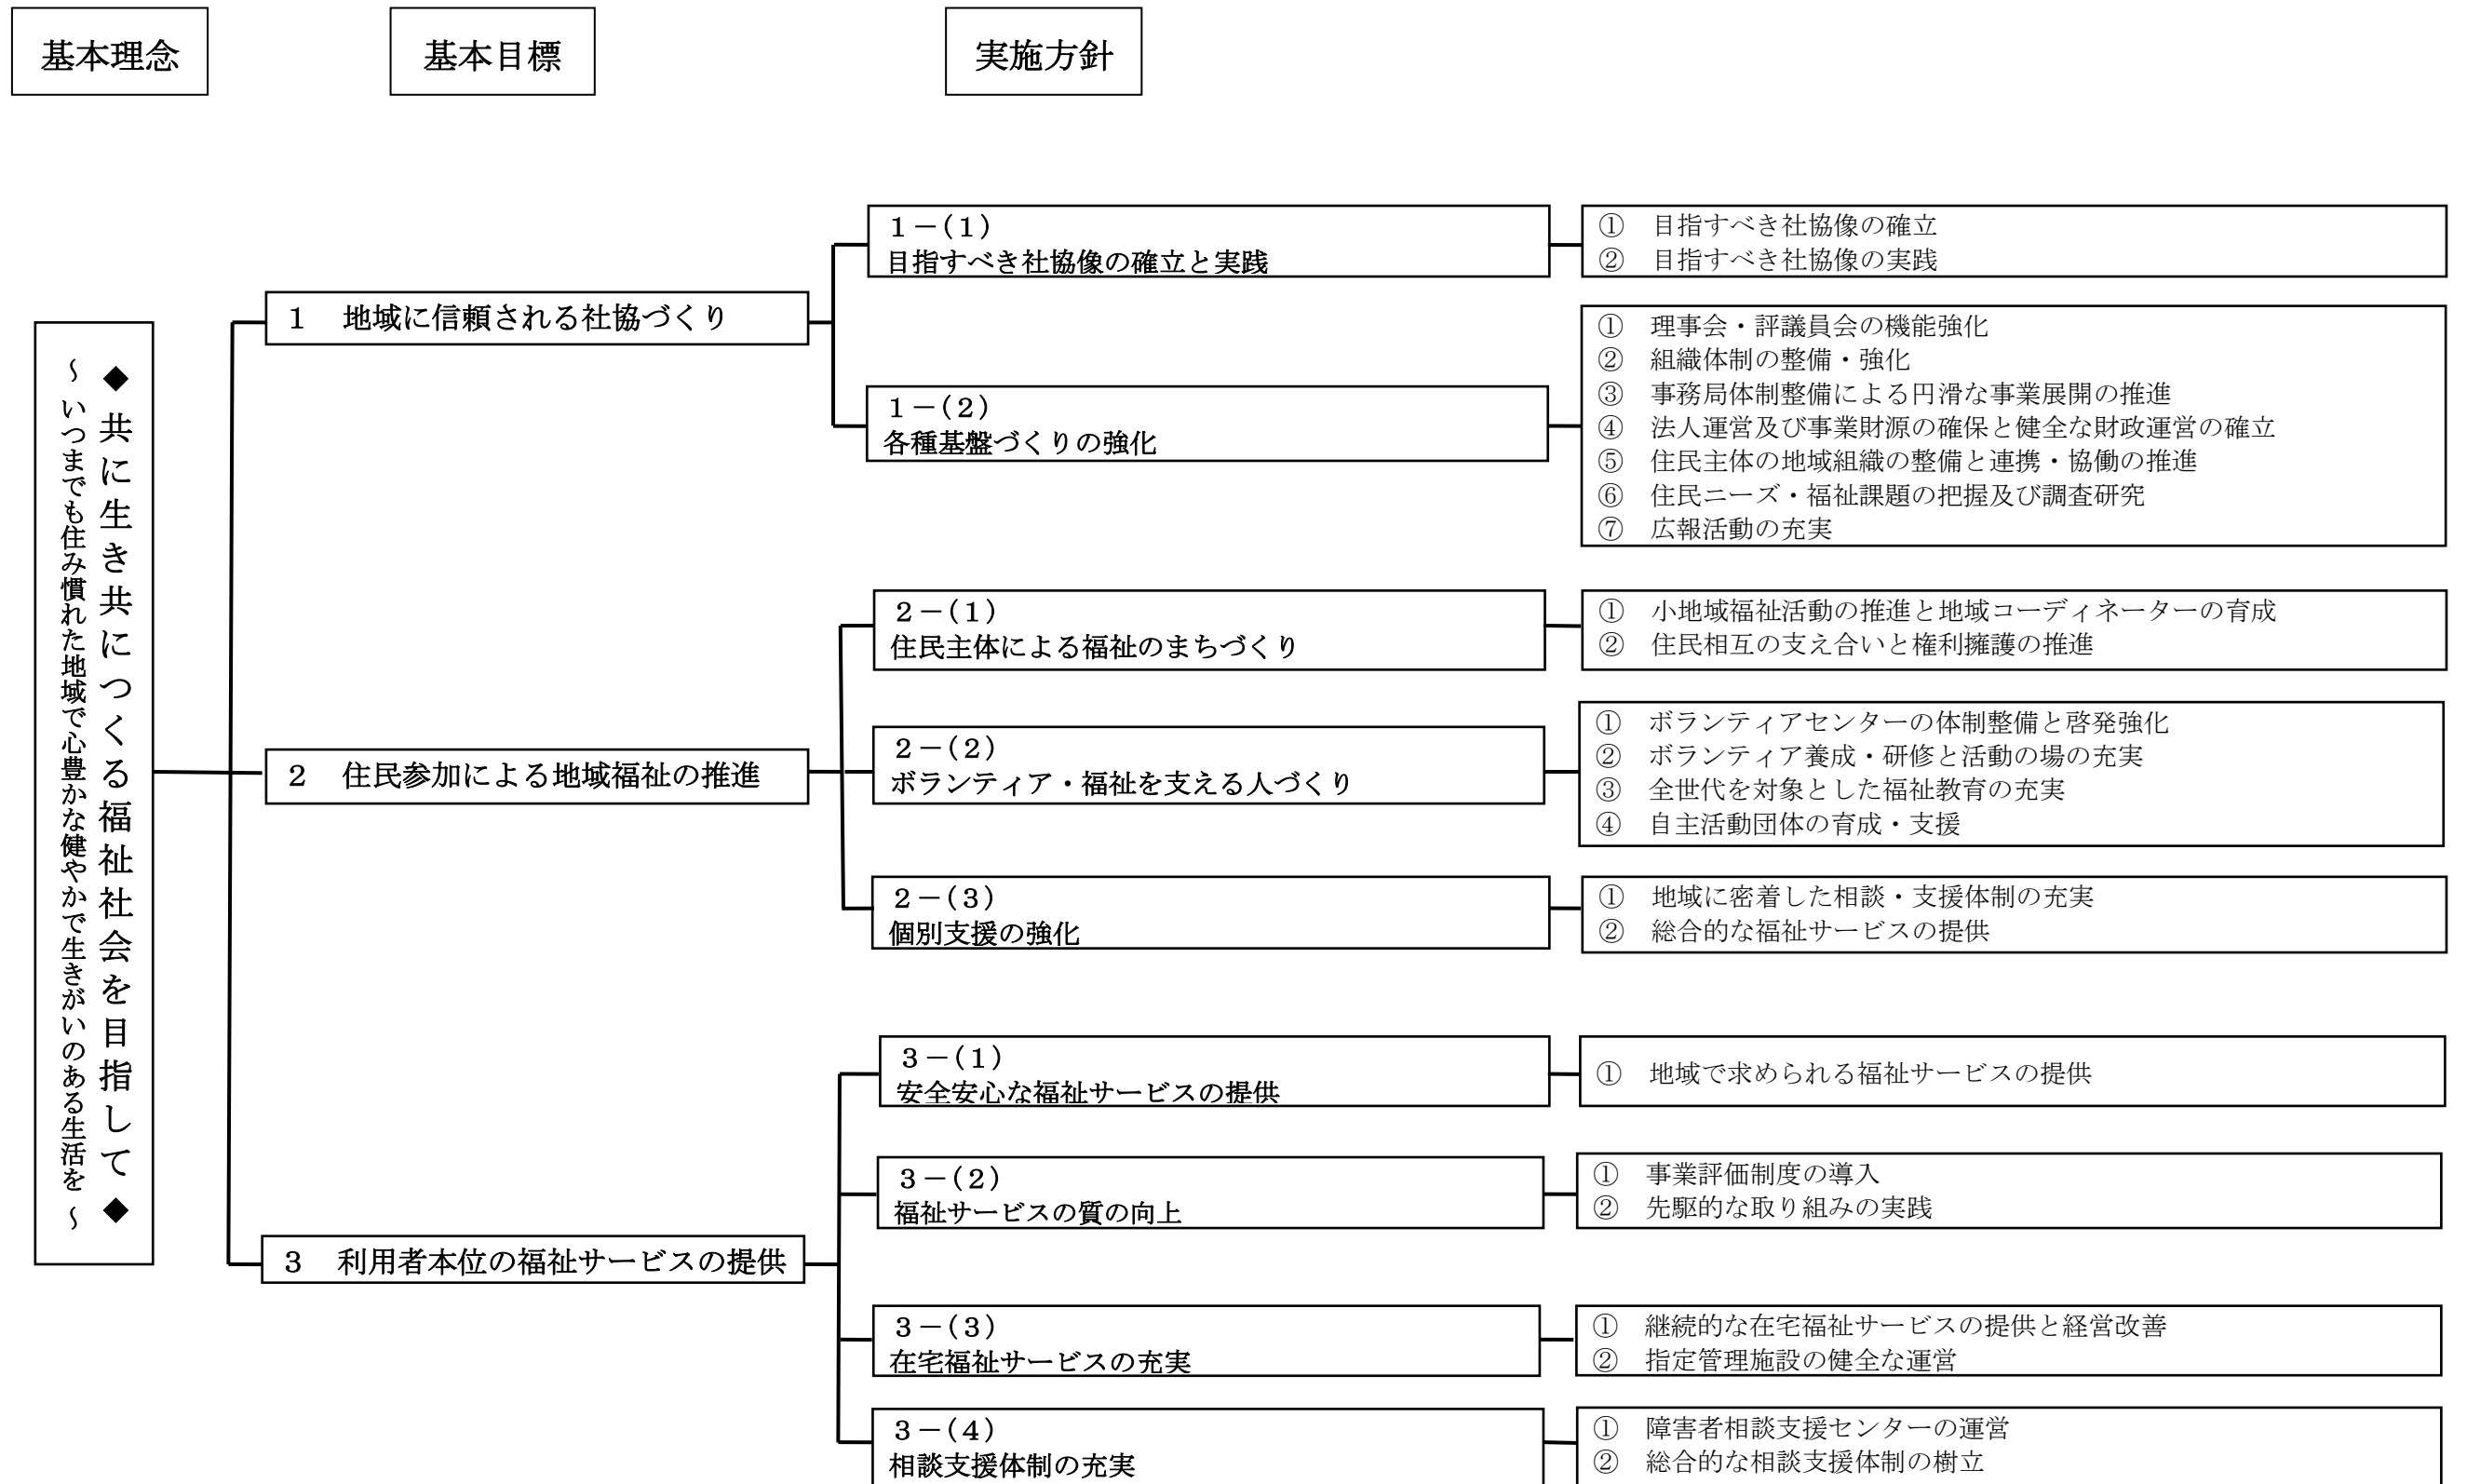 基本理念
基本目標
実施方針
◆共に生き共につくる福祉社会を目指して◆
～いつまでも住み慣れた地域で心豊かな健やかで生きがいのある生活を～
１　地域に信頼される社協づくり
１－(１)
目指すべき社協像の確立と実践
①　目指すべき社協像の確立
②　目指すべき社協像の実践
１－(２)
各種基盤づくりの強化
①　理事会・評議員会の機能強化
②　組織体制の整備・強化
③　事務局体制整備による円滑な事業展開の推進
④　法人運営及び事業財源の確保と健全な財政運営の確立
⑤　住民主体の地域組織の整備と連携・協働の推進
⑥　住民ニーズ・福祉課題の把握及び調査研究
⑦　広報活動の充実
２　住民参加による地域福祉の推進
２－(１)
住民主体による福祉のまちづくり
①　小地域福祉活動の推進と地域コーディネーターの育成
②　住民相互の支え合いと権利擁護の推進
２－(２)
ボランティア・福祉を支える人づくり
①　ボランティアセンターの体制整備と啓発強化
②　ボランティア養成・研修と活動の場の充実
③　全世代を対象とした福祉教育の充実
④　自主活動団体の育成・支援
２－(３)
個別支援の強化
①　地域に密着した相談・支援体制の充実
②　総合的な福祉サービスの提供
３　利用者本位の福祉サービスの提供
３－(１)
安全安心な福祉サービスの提供
①　地域で求められる福祉サービスの提供
３－(２)
福祉サービスの質の向上
①　事業評価制度の導入
②　先駆的な取り組みの実践
３－(３)
在宅福祉サービスの充実
①　継続的な在宅福祉サービスの提供と経営改善
②　指定管理施設の健全な運営
３－(４)
相談支援体制の充実
①　障害者相談支援センターの運営
②　総合的な相談支援体制の樹立